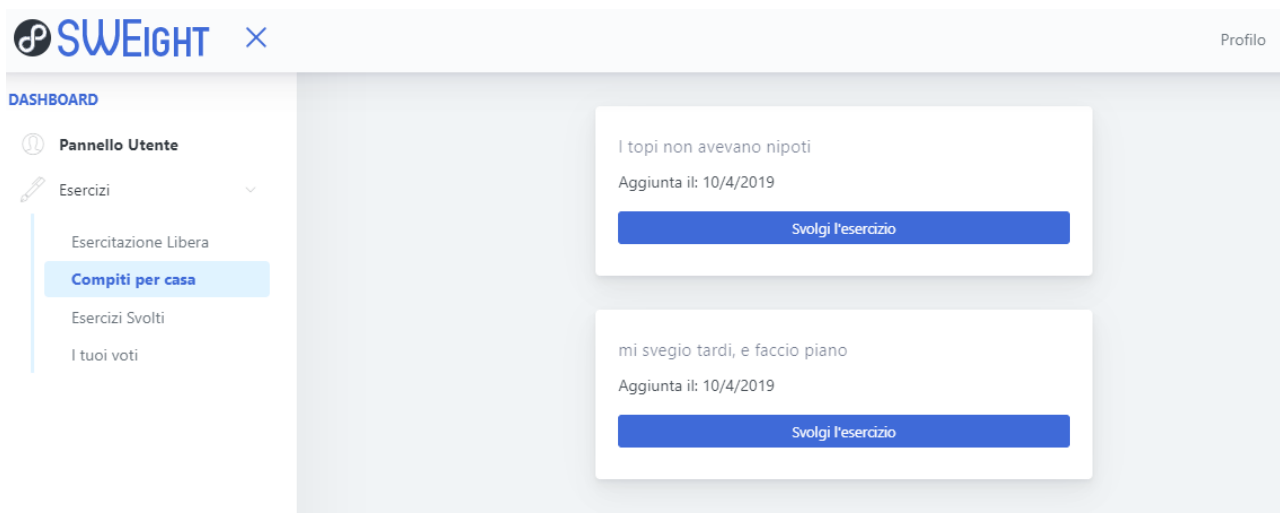 SWEIGHT
Profilo
DASHBOARD
Pannello Utente
Esercizi
Esercitazione Libera
Compiti per casa
Esercizi Svolti
I tuoi voti
I topi non avevano nipoti
Aggiunta il: 10/4/2019
Svolgi l'esercizio
mi svegio tardi, e faccio piano
Aggiunta il: 10/4/2019
Svolgi l'esercizio